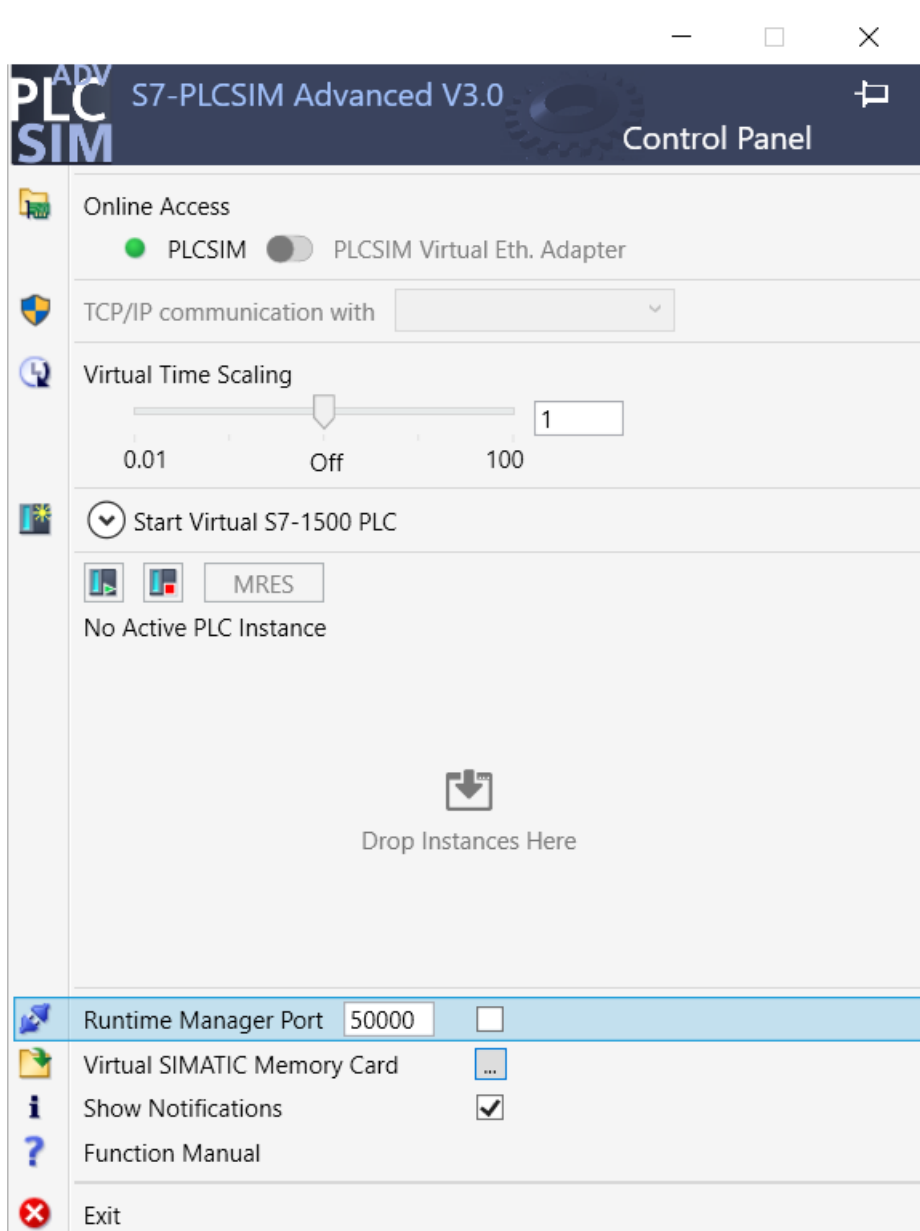 ADV
PLC
SIM
S7-PLCSIM Advanced V3.0
Control Panel
Online Access
PLCSIM PLCSIM Virtual Eth. Adapter
TCP/IP communication with
Virtual Time Scaling
1
0.01 Off 100
Start Virtual S7-1500 PLC
MRES
No Active PLC Instance
Drop Instances Here
Runtime Manager Port 50000
Virtual SIMATIC Memory Card ...
Show Notifications
Function Manual
Exit